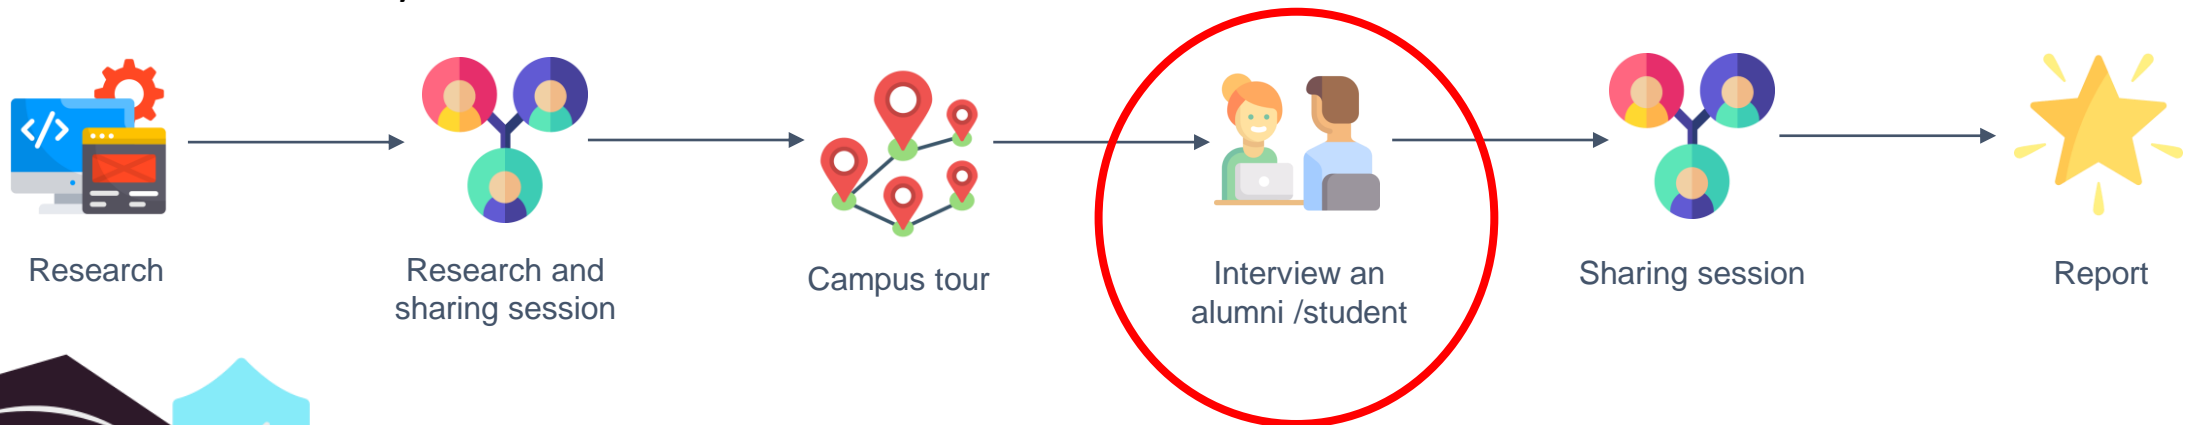 Research
Research and
sharing session
Campus tour
Interview an
alumni /student
Sharing session
Report